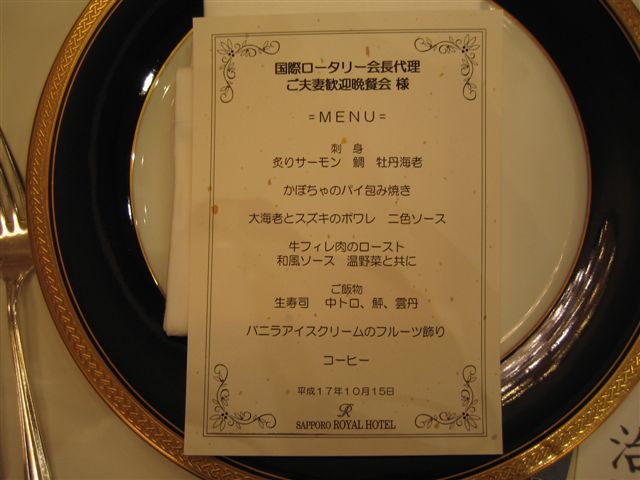 国際ロータリー会長代理
ご夫妻歓迎晩餐会 様
=MENU=
刺 身
炙りサーモン 鯛 牡丹海老
かぼちゃのパイ包み焼き
大海老とスズキのポワレ 二色ソース
牛フィレ肉のロースト
和風ソース 温野菜と共に
ご飯物
生寿司 中トロ、鮃、雲丹
バニラアイスクリームのフルーツ飾り
コーヒー
平成17年10月15日
R
SAPPORO ROYAL HOTEL
治